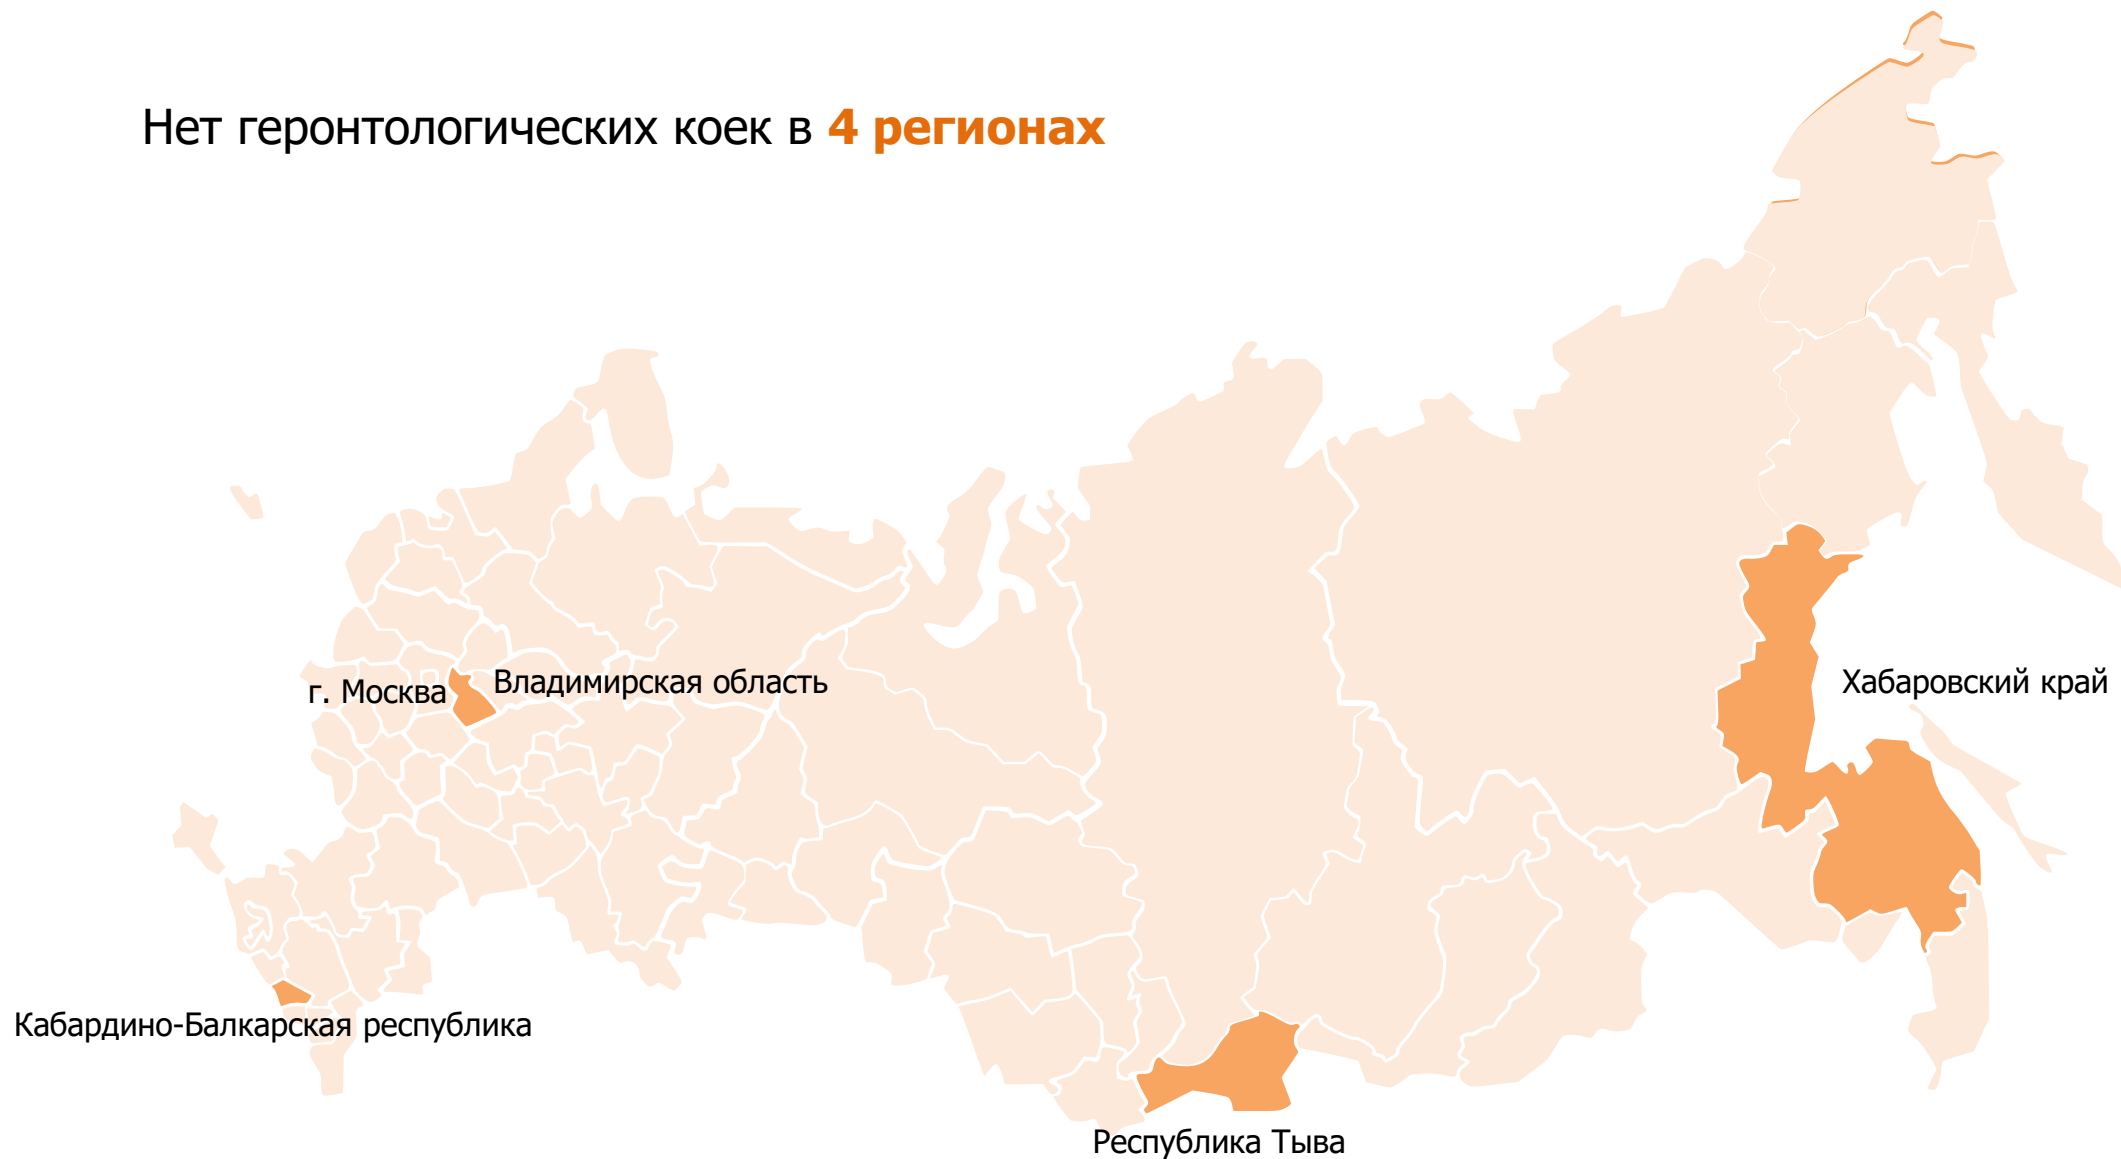 Нет геронтологических коек в 4 регионах
г. Москва
Владимирская область
Хабаровский край
Кабардино-Балкарская республика
Республика Тыва